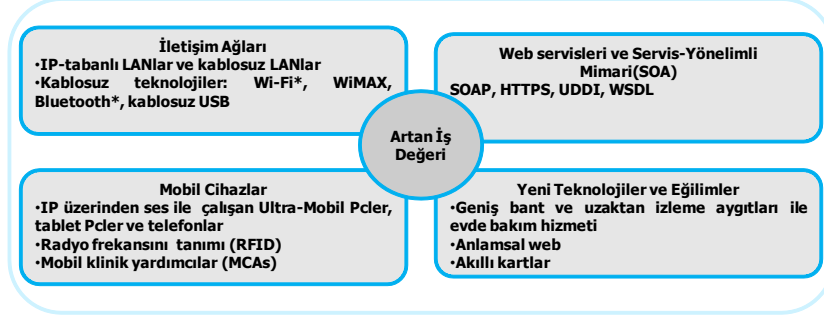 İletişim Ağları
•IP-tabanlı LANlar ve kablosuz LANlar
•Kablosuz teknolojiler: Wi-Fi*, WiMAX,
Bluetooth*, kablosuz USB
Web servisleri ve Servis-Yönelimli
Mimari(SOA)
SOAP, HTTPS, UDDI, WSDL
Artan İş
Değeri
Mobil Cihazlar
•IP üzerinden ses ile çalışan Ultra-Mobil Pcler,
tablet Pcler ve telefonlar
•Radyo frekansını tanımı (RFID)
•Mobil klinik yardımcılar (MCAs)
Yeni Teknolojiler ve Eğilimler
•Geniş bant ve uzaktan izleme aygıtları ile
evde bakım hizmeti
•Anlamsal web
•Akıllı kartlar